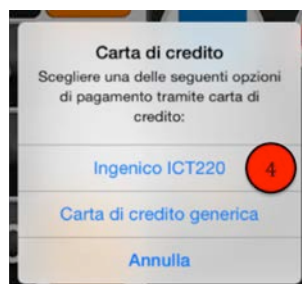 Carta di credito
Scegliere una delle seguenti opzioni
di pagamento tramite carta di
credito:
Ingenico ICT220
4
Carta di credito generica
Annulla